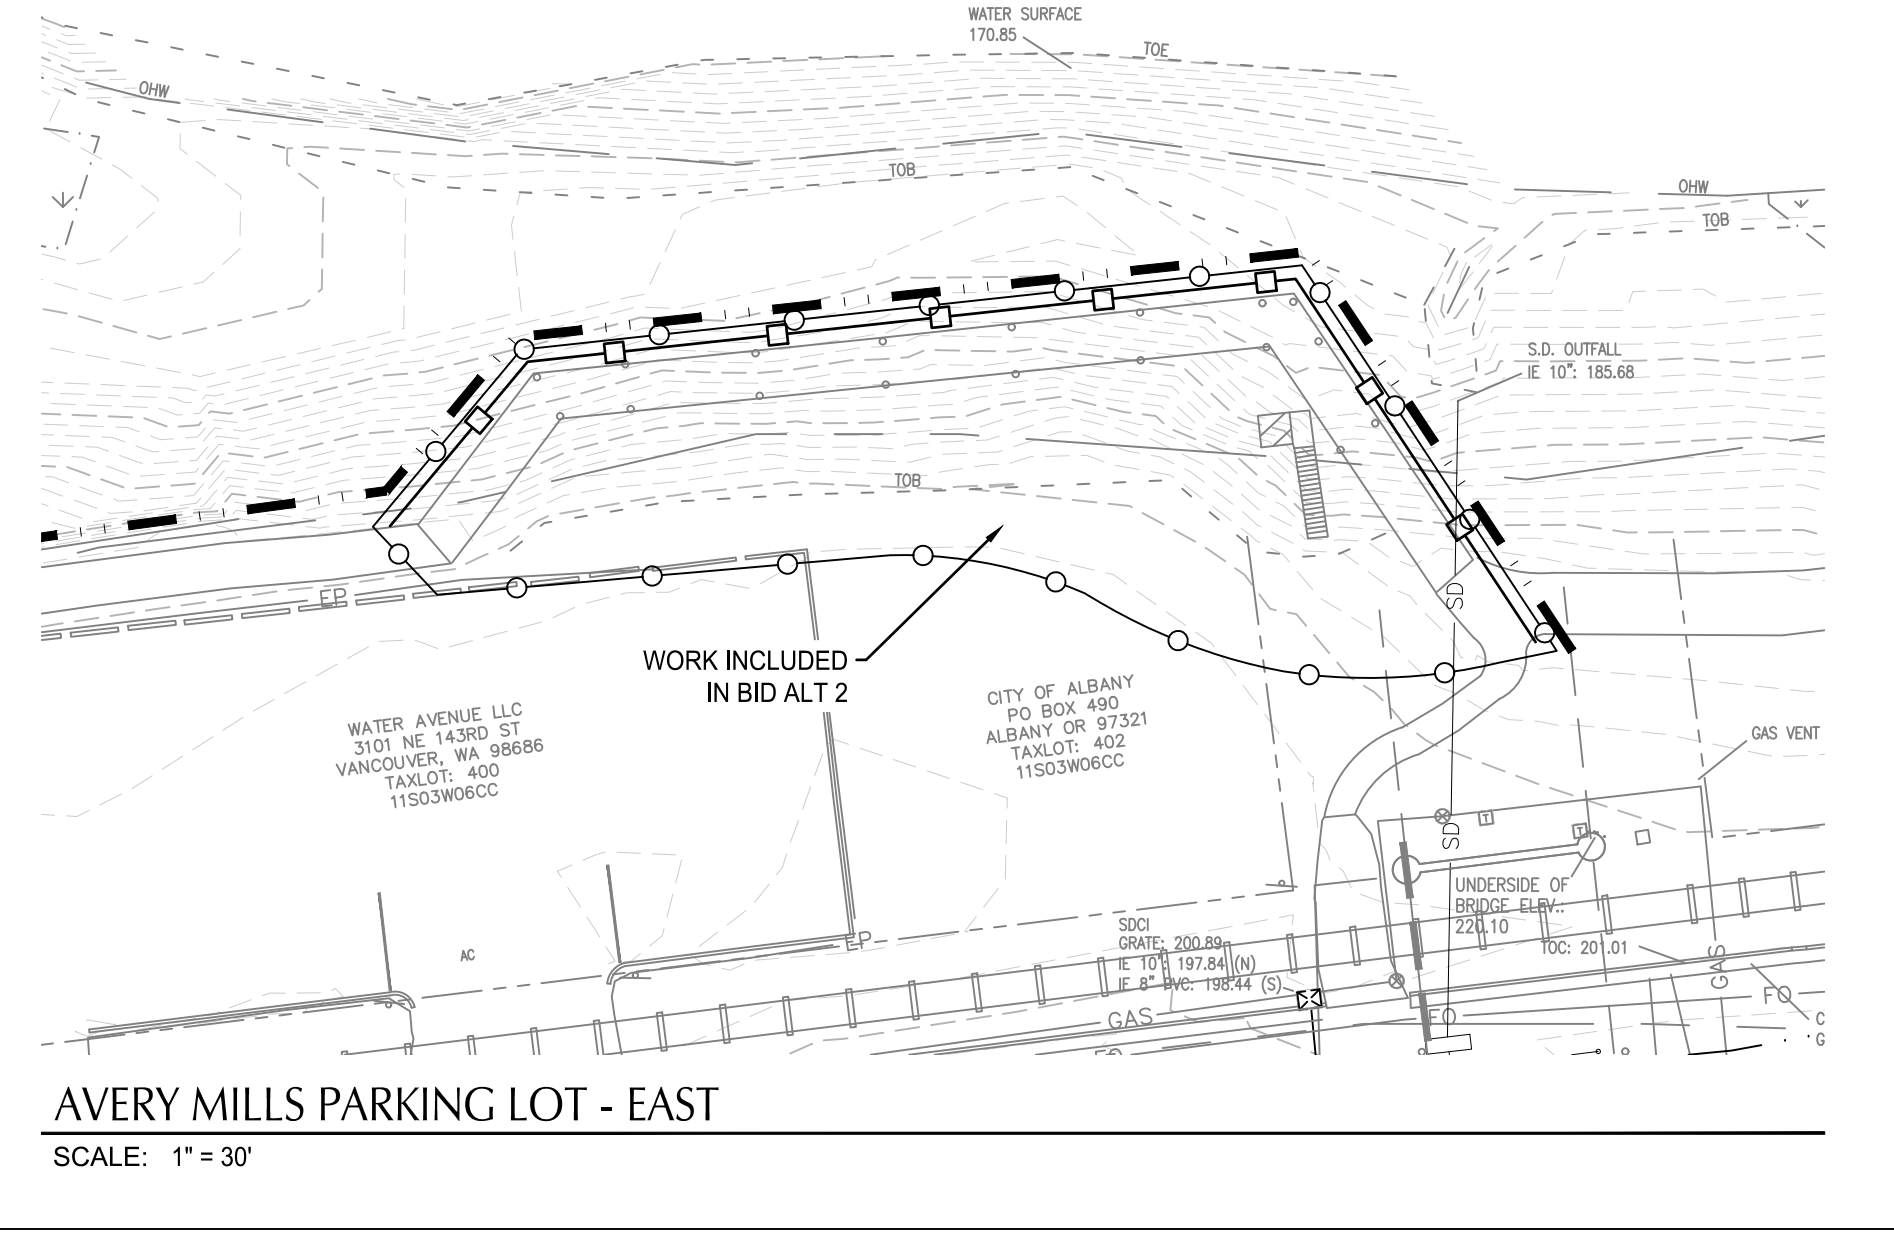 WATER SURFACE
170.85
TOE
OHW
TOB
OHW
TOB
S.D. OUTFALL
IE 10": 185.68
TOB
EP
SD
WORK INCLUDED
IN BID ALT 2
WATER AVENUE LLC
3101 NE 143RD ST
VANCOUVER, WA 98686
TAXLOT: 400
11S03W06CC
CITY OF ALBANY
PO BOX 490
ALBANY OR 97321
TAXLOT: 402
11S03W06CC
GAS VENT
T
T
SD
UNDERSIDE OF
BRIDGE ELEV.:
220.10
TOC: 201.01
SDCI
GRATE: 200.89
IE 10": 197.84 (N)
IE 8" PVC: 198.44 (S)
EP
AC
GAS
GAS
FO
FO
FO
C
G
AVERY MILLS PARKING LOT - EAST
SCALE: 1" = 30'